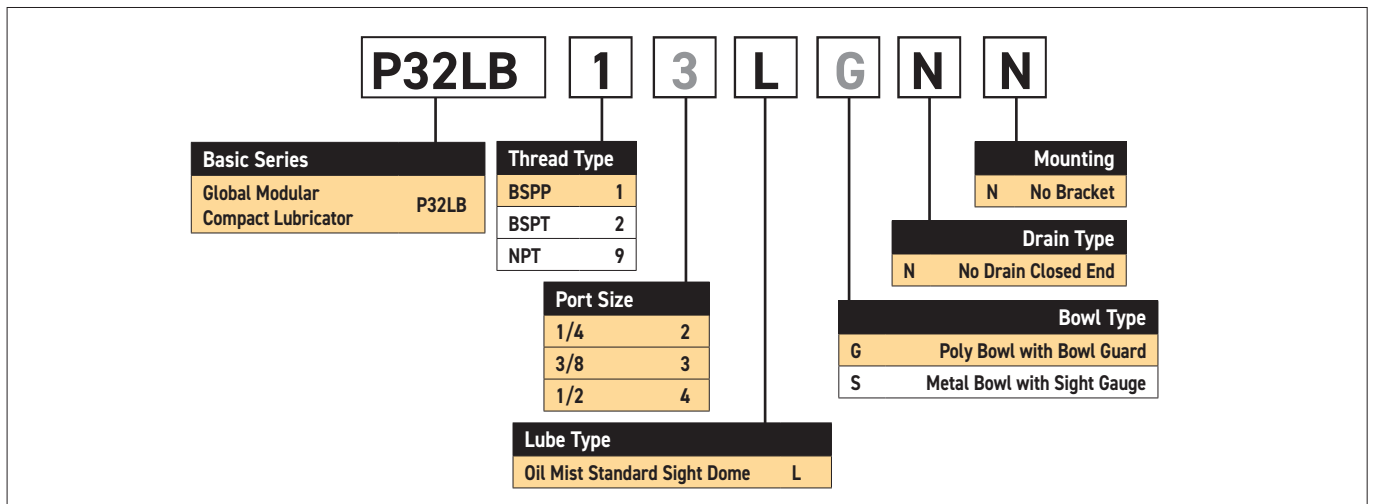 P32LB 1 3 L G N N
Basic Series
Global Modular
Compact Lubricator P32LB
Thread Type
BSPP 1
BSPT 2
NPT 9
Mounting
N No Bracket
Drain Type
N No Drain Closed End
Port Size
1/4 2
3/8 3
1/2 4
Bowl Type
G Poly Bowl with Bowl Guard
S Metal Bowl with Sight Gauge
Lube Type
Oil Mist Standard Sight Dome L